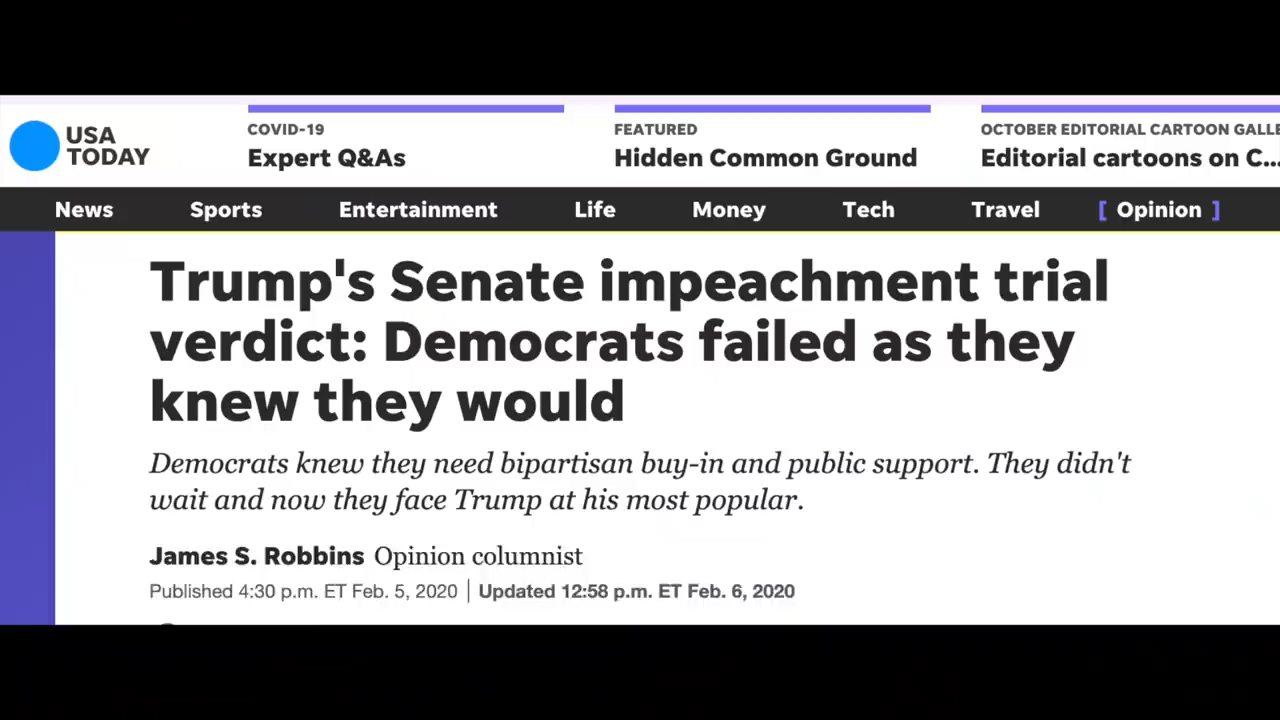 USA
TODAY
COVID-19
Expert Q&As
FEATURED
Hidden Common Ground
OCTOBER EDITORIAL CARTOON GALLE
Editorial cartoons on C...
News Sports Entertainment Life Money Tech Travel [ Opinion ]
Trump's Senate impeachment trial
verdict: Democrats failed as they
knew they would
Democrats knew they need bipartisan buy-in and public support. They didn't
wait and now they face Trump at his most popular.
James S. Robbins Opinion columnist
Published 4:30 p.m. ET Feb. 5, 2020 | Updated 12:58 p.m. ET Feb. 6, 2020